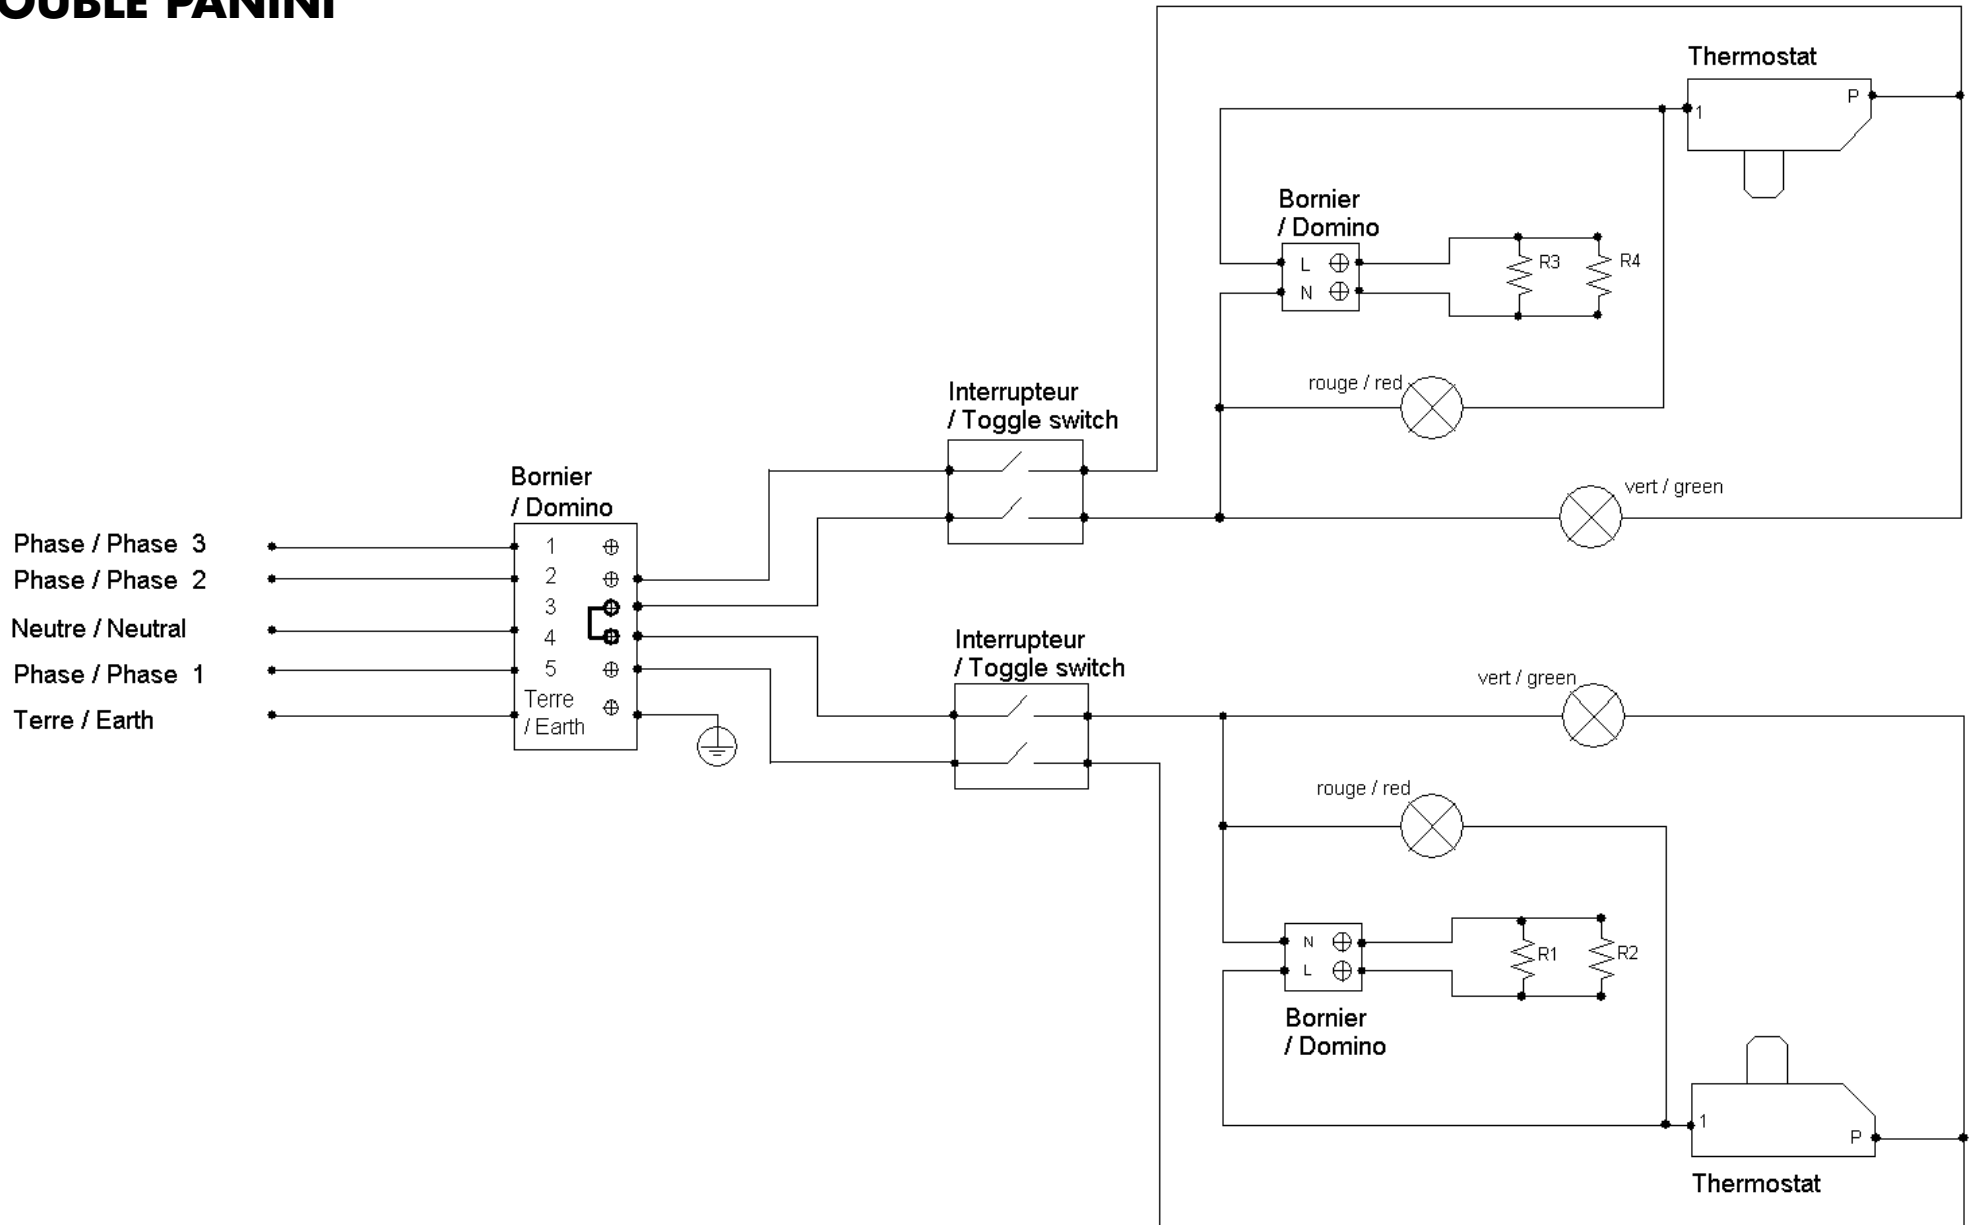 OUBLE PANINI
Thermostat
P
1
Bornier
/ Domino
L
N
R3
R4
rouge / red
Interrupteur
/ Toggle switch
vert / green
Bornier
/ Domino
Phase / Phase 3
1
Phase / Phase 2
2
3
Neutre / Neutral
4
Phase / Phase 1
5
Terre
/ Earth
Terre / Earth
Interrupteur
/ Toggle switch
vert / green
rouge / red
N
L
R1
R2
Bornier
/ Domino
1
P
Thermostat